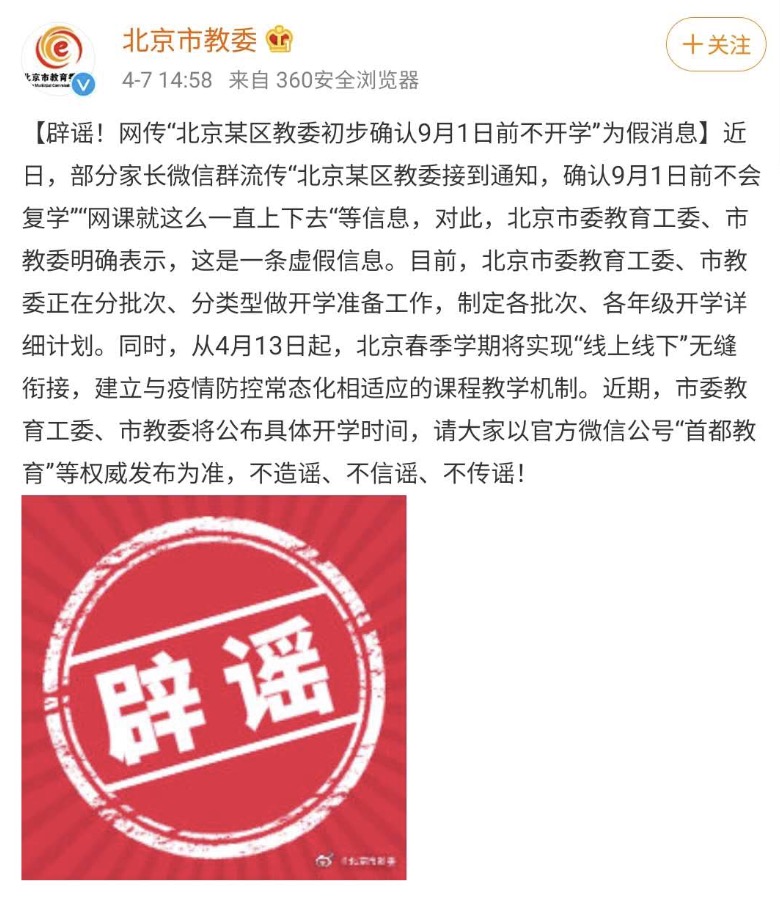 北京市教委
十关注
4-7 14:58 来自 360安全浏览器
【辟谣！网传“北京某区教委初步确认9月1日前不开学”为假消息】近
日，部分家长微信群流传“北京某区教委接到通知，确认9月1日前不会
复学”“网课就这么一直上下去“等信息，对此，北京市委教育工委、市
教委明确表示，这是一条虚假信息。目前，北京市委教育工委、市教
委正在分批次、分类型做开学准备工作，制定各批次、各年级开学详
细计划。同时，从4月13日起，北京春季学期将实现“线上线下”无缝
衔接，建立与疫情防控常态化相适应的课程教学机制。近期，市委教
育工委、市教委将公布具体开学时间，请大家以官方微信公号“首都教
育”等权威发布为准，不造谣、不信谣、不传谣！
辟谣
@北京市教委